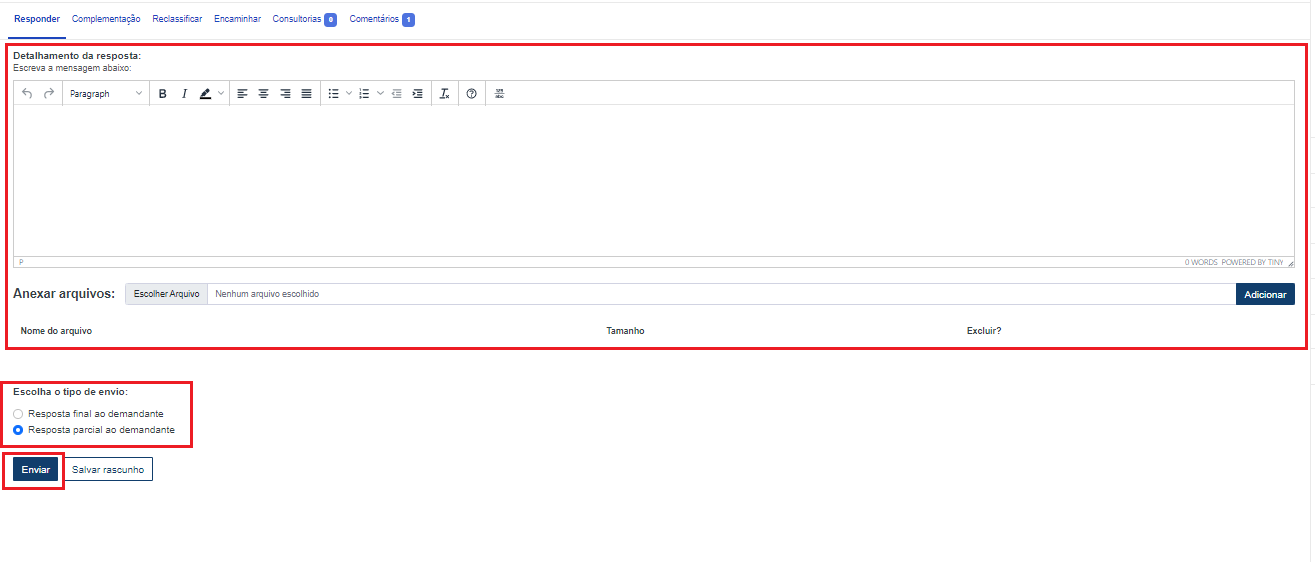 Responder Complementação Reclassificar Encaminhar Consultorias 0 Comentários 1
Detalhamento da resposta:
Escreva a mensagem abaixo:
Paragraph B I
P 0 WORDS POWERED BY TINY
Anexar arquivos: Escolher Arquivo Nenhum arquivo escolhido Adicionar
Nome do arquivo Tamanho Excluir?
Escolha o tipo de envio:
Resposta final ao demandante
Resposta parcial ao demandante
Enviar Salvar rascunho